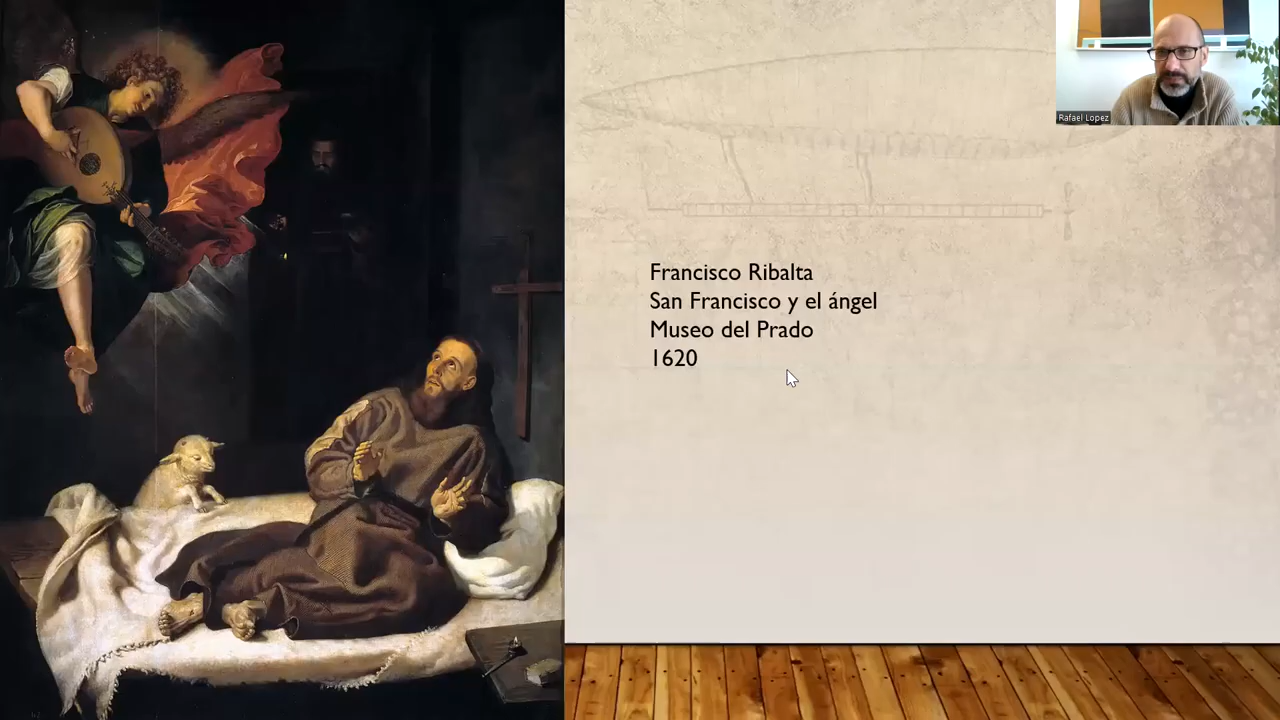 Rafael Lopez
Francisco Ribalta
San Francisco y el ángel
Museo del Prado
1620